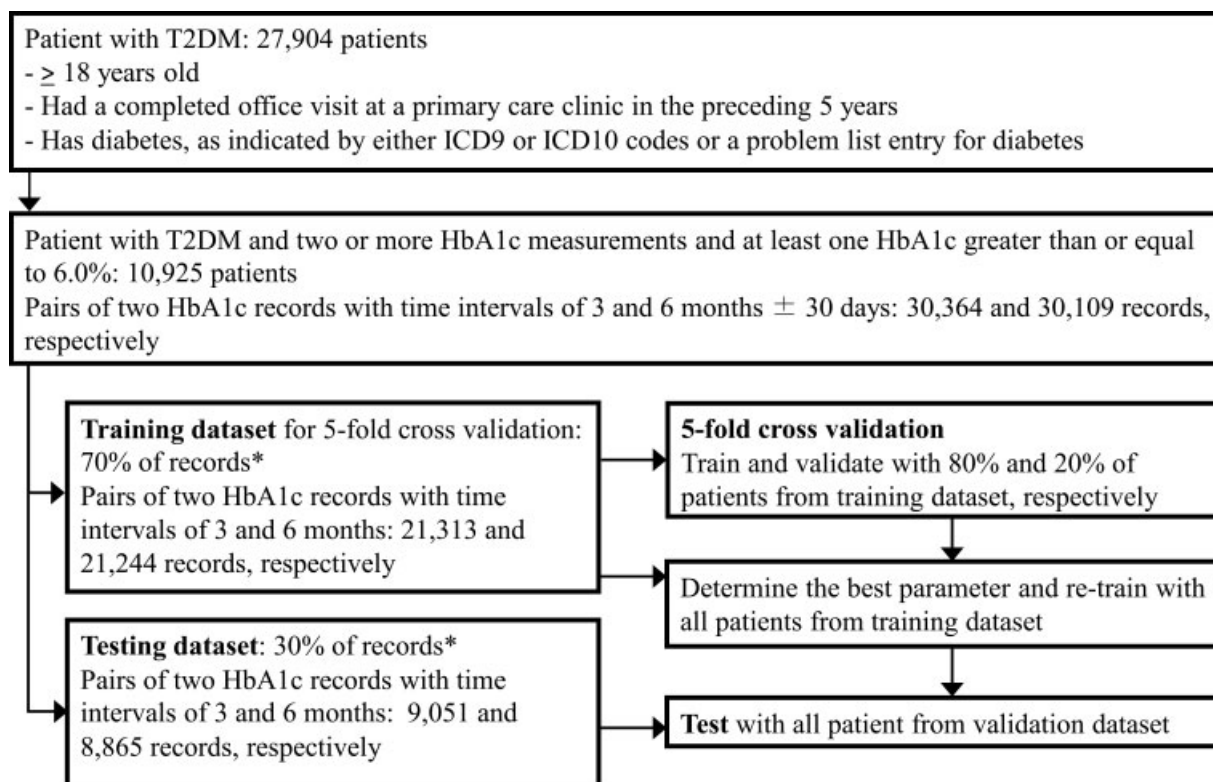 Patient with T2DM: 27,904 patients
- ≥ 18 years old
- Had a completed office visit at a primary care clinic in the preceding 5 years
- Has diabetes, as indicated by either ICD9 or ICD10 codes or a problem list entry for diabetes
Patient with T2DM and two or more HbA1c measurements and at least one HbA1c greater than or equal
to 6.0%: 10,925 patients
Pairs of two HbA1c records with time intervals of 3 and 6 months ± 30 days: 30,364 and 30,109 records,
respectively
Training dataset for 5-fold cross validation:
70% of records*
Pairs of two HbA1c records with time
intervals of 3 and 6 months: 21,313 and
21,244 records, respectively
5-fold cross validation
Train and validate with 80% and 20% of
patients from training dataset, respectively
Determine the best parameter and re-train with
all patients from training dataset
Testing dataset: 30% of records*
Pairs of two HbA1c records with time
intervals of 3 and 6 months: 9,051 and
8,865 records, respectively
Test with all patient from validation dataset